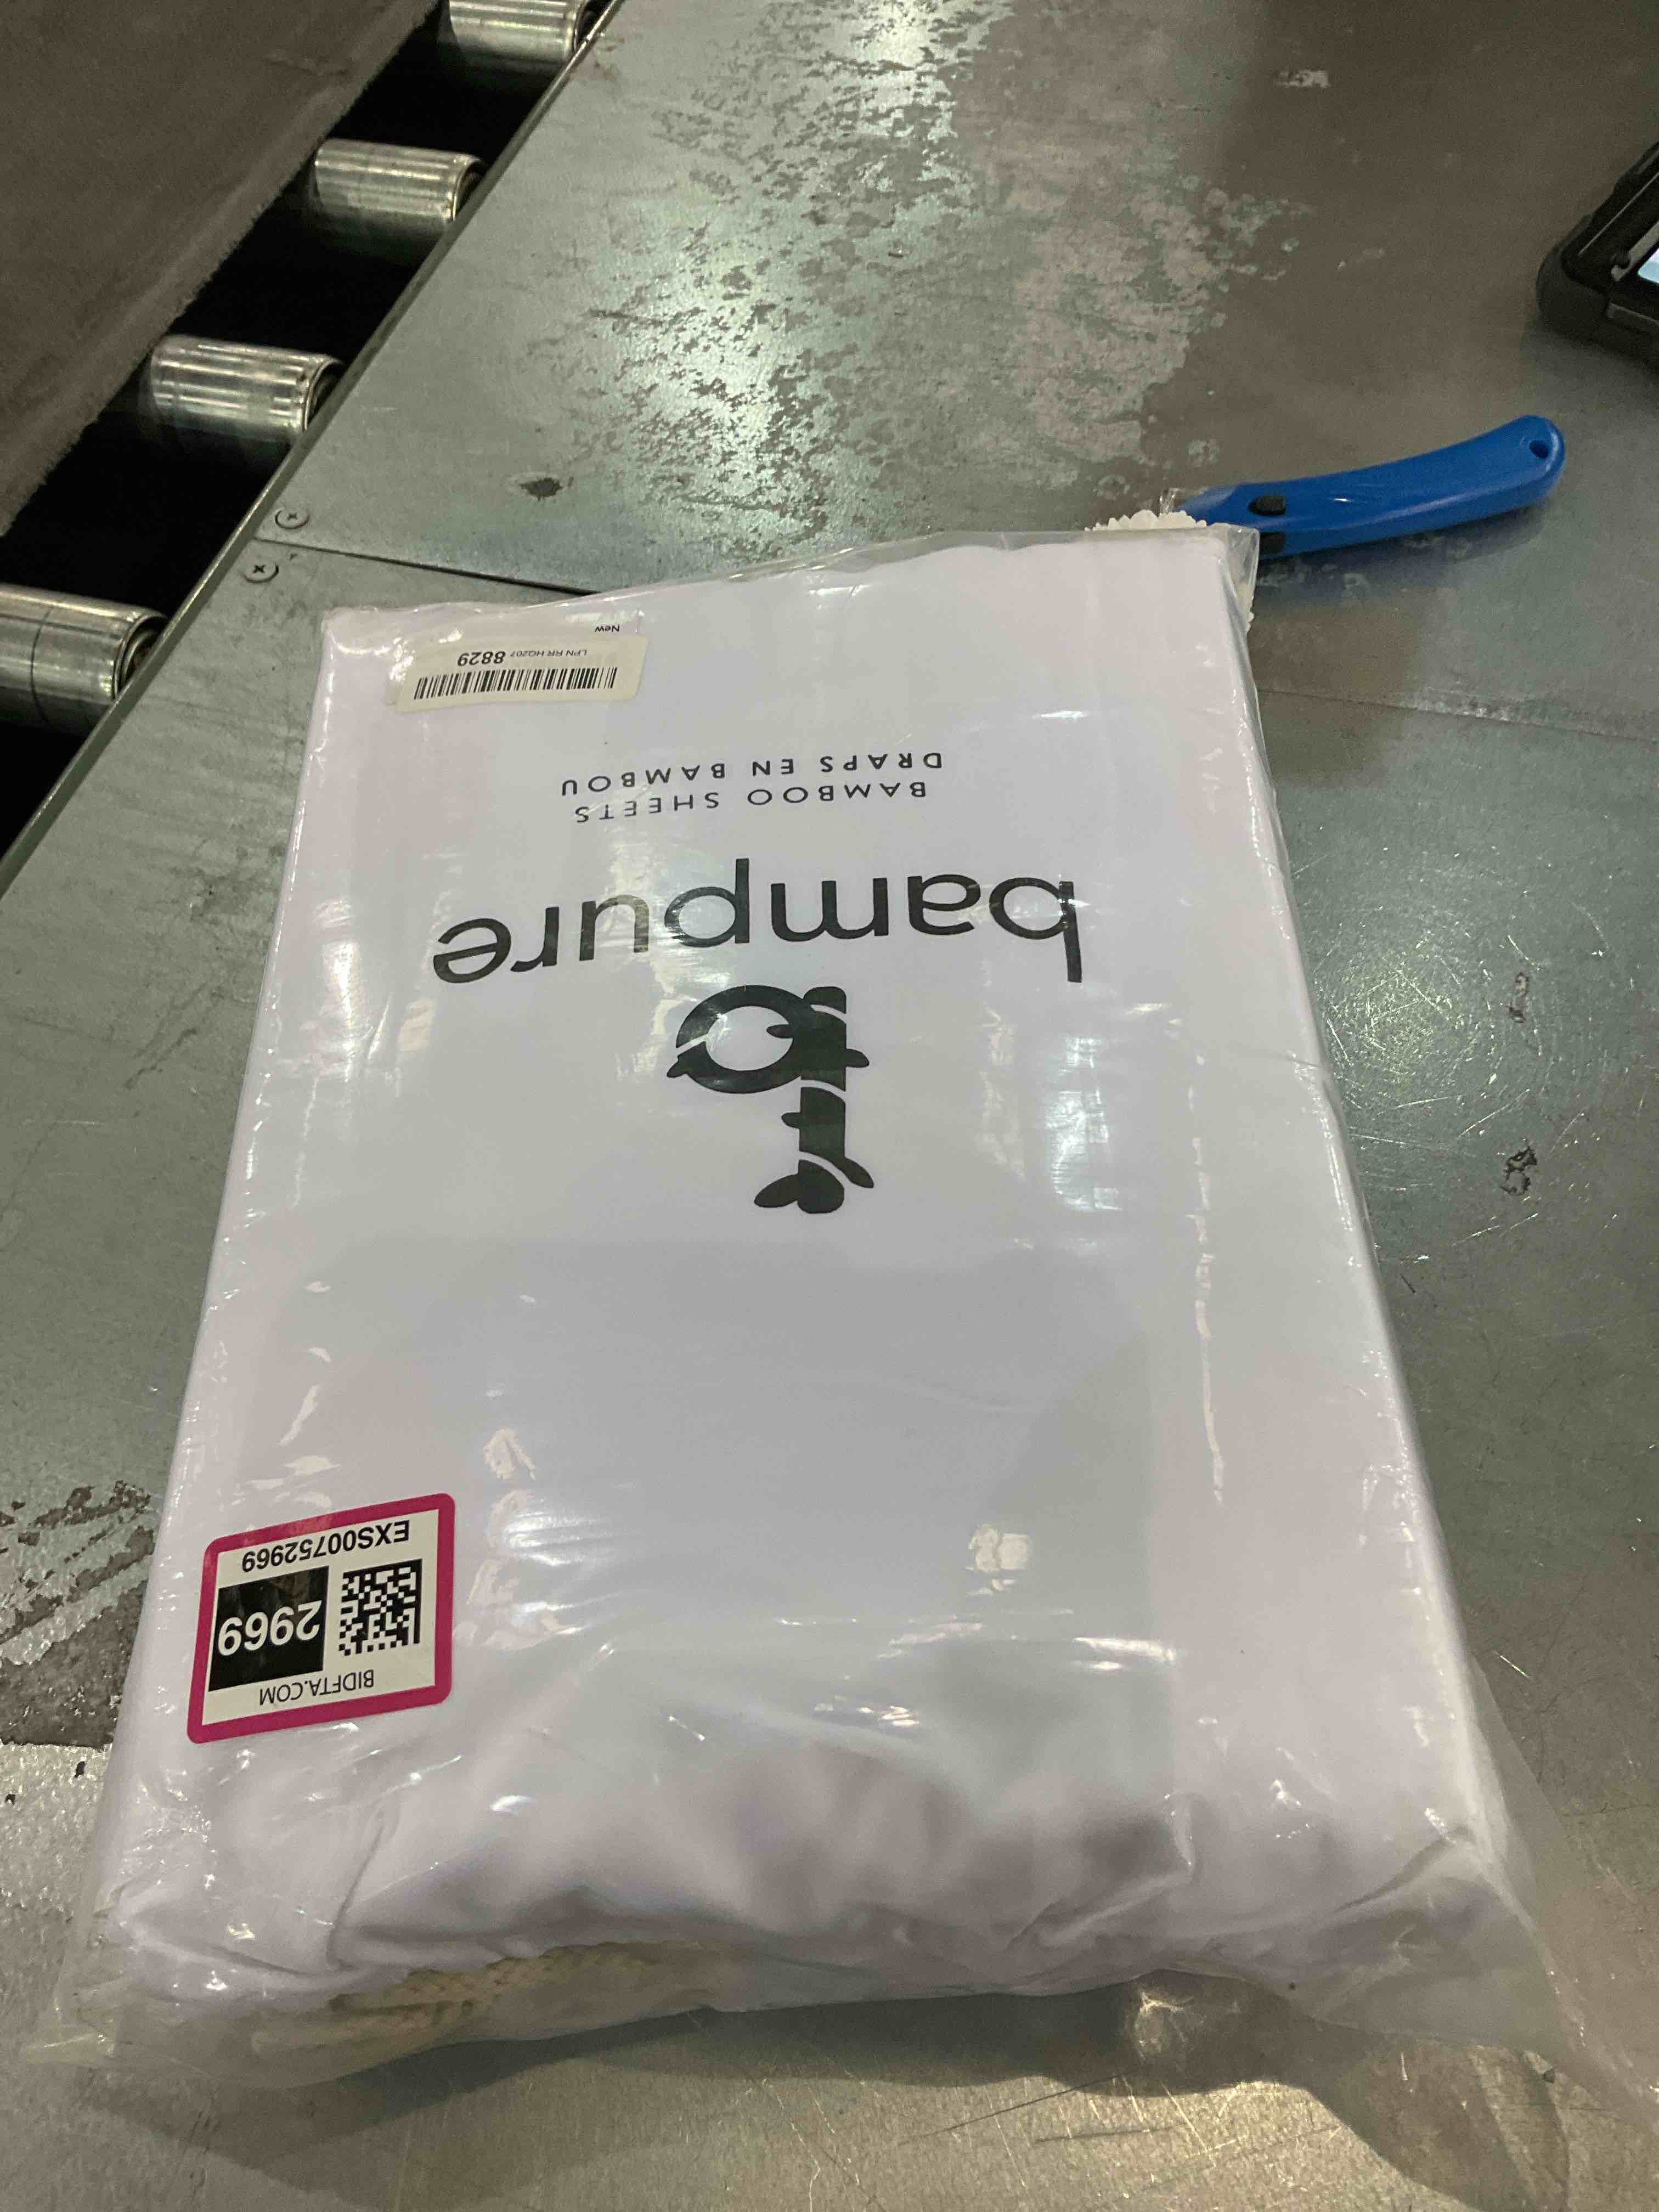 bampure
BAMBOO SHEETS
DRAPS EN BAMBOU
LPN RR HQ207 8829
New
BIDFTA.COM
2969
EXS00752969